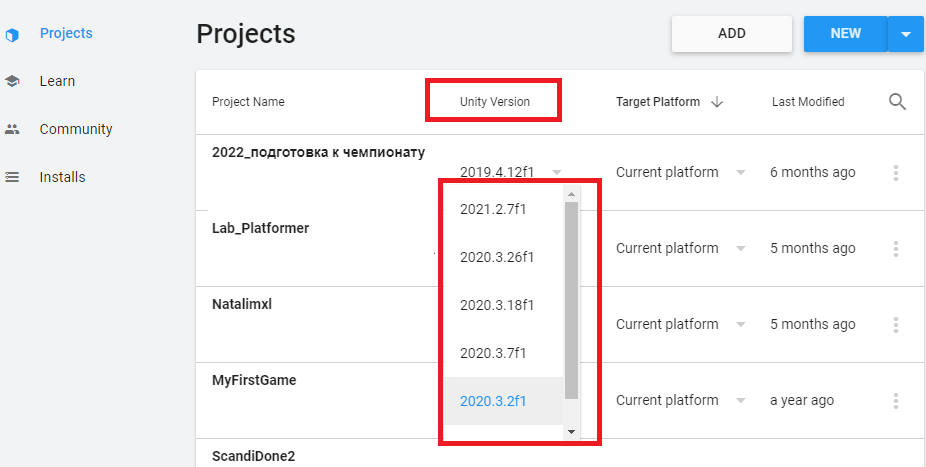 Projects
Learn
Community
Installs
Projects
ADD
NEW
Project Name Unity Version Target Platform Last Modified
2022_подготовка к чемпионату
2019.4.12f1 Current platform 6 months ago
2021.2.7f1
Lab_Platformer Current platform 5 months ago
2020.3.26f1
Natalimxl 2020.3.18f1 Current platform 5 months ago
2020.3.7f1
MyFirstGame 2020.3.2f1 Current platform a year ago
ScandiDone2